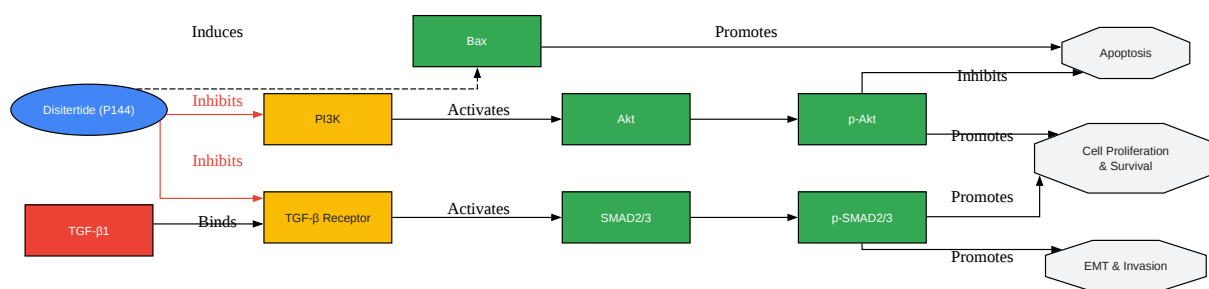 Induces
Bax
Promotes
Apoptosis
Inhibits
Disitertide (P144)
Inhibits
PI3K
Activates
Akt
p-Akt
Promotes
Cell Proliferation
& Survival
Inhibits
TGF-β1
Binds
TGF-β Receptor
Activates
SMAD2/3
p-SMAD2/3
Promotes
Promotes
EMT & Invasion